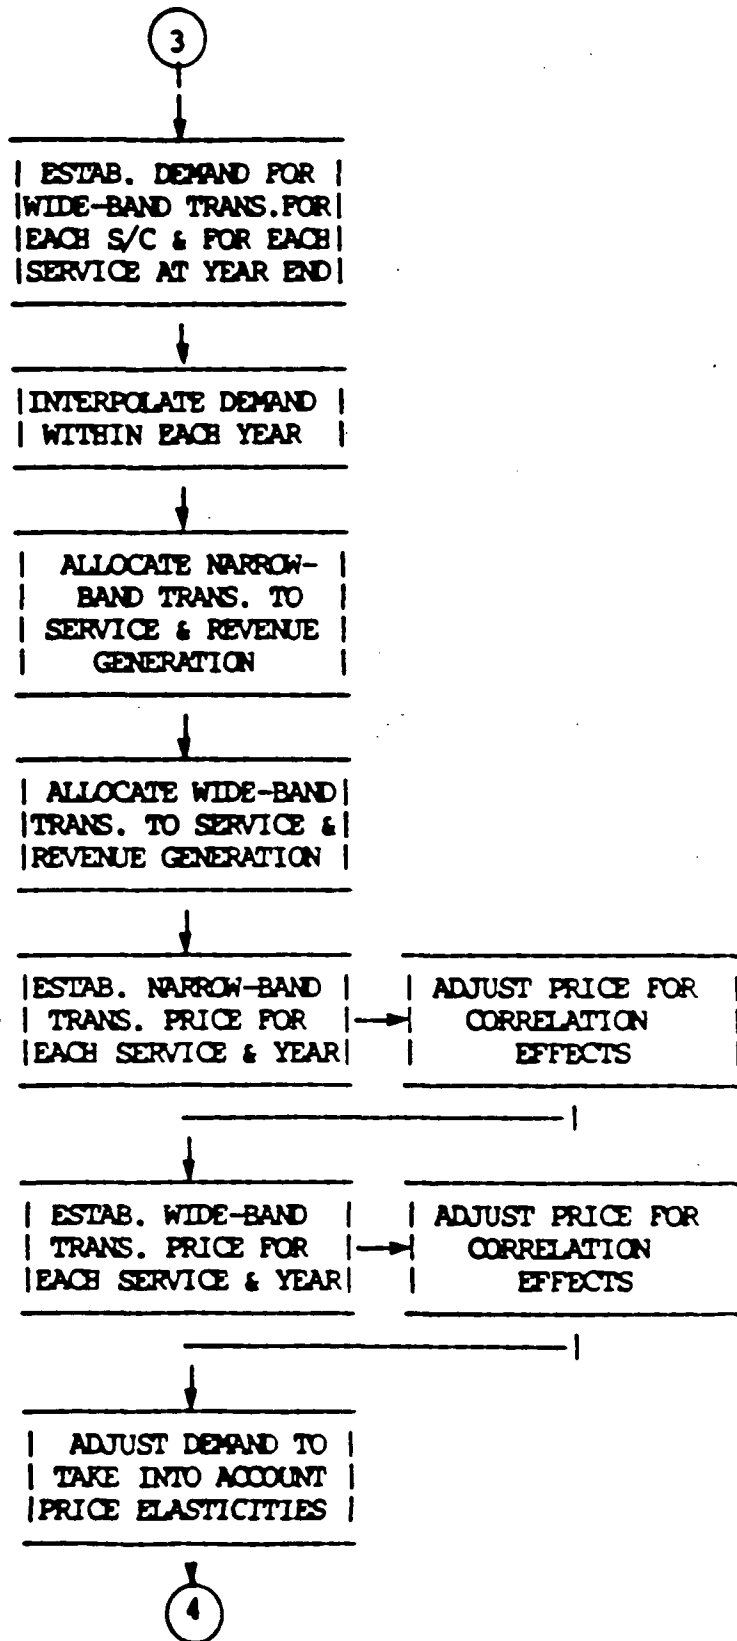 3
ESTAB. DEMAND FOR
WIDE-BAND TRANS.FOR
EACH S/C & FOR EACH
SERVICE AT YEAR END
INTERPOLATE DEMAND
WITHIN EACH YEAR
ALLOCATE NARROW-
BAND TRANS. TO
SERVICE & REVENUE
GENERATION
ALLOCATE WIDE-BAND
TRANS. TO SERVICE &
REVENUE GENERATION
ESTAB. NARROW-BAND
TRANS. PRICE FOR
EACH SERVICE & YEAR
ADJUST PRICE FOR
CORRELATION
EFFECTS
ESTAB. WIDE-BAND
TRANS. PRICE FOR
EACH SERVICE & YEAR
ADJUST PRICE FOR
CORRELATION
EFFECTS
ADJUST DEMAND TO
TAKE INTO ACCOUNT
PRICE ELASTICITIES
4